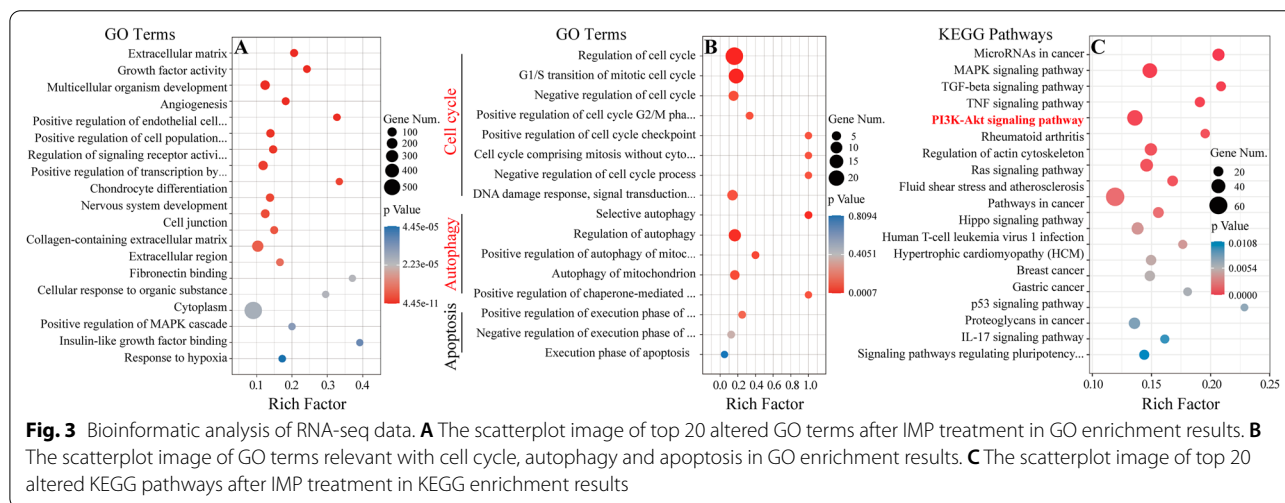 GO Terms
A
Extracellular matrix
Growth factor activity
Multicellular organism development
Angiogenesis
Positive regulation of endothelial cell...
Positive regulation of cell population...
Regulation of signaling receptor activi...
Positive regulation of transcription by...
Chondrocyte differentiation
Nervous system development
Cell junction
Collagen-containing extracellular matrix
Extracellular region
Fibronectin binding
Cellular response to organic substance
Cytoplasm
Positive regulation of MAPK cascade
Insulin-like growth factor binding
Response to hypoxia
0.1 0.2 0.3 0.4
Rich Factor
Gene Num.
100
200
300
400
500
p Value
4.45e-05
2.23e-05
4.45e-11
GO Terms
B
Cell cycle
Autophagy
Apoptosis
Regulation of cell cycle
G1/S transition of mitotic cell cycle
Negative regulation of cell cycle
Positive regulation of cell cycle G2/M pha...
Positive regulation of cell cycle checkpoint
Cell cycle comprising mitosis without cyto...
Negative regulation of cell cycle process
DNA damage response, signal transduction...
Selective autophagy
Regulation of autophagy
Positive regulation of autophagy of mitoc...
Autophagy of mitochondrion
Positive regulation of chaperone-mediated ...
Positive regulation of execution phase of ...
Negative regulation of execution phase of ...
Execution phase of apoptosis
0.0 0.2 0.4 0.6 0.8 1.0
Rich Factor
Gene Num.
5
10
15
20
p Value
0.8094
0.4051
0.0007
KEGG Pathways
C
MicroRNAs in cancer
MAPK signaling pathway
TGF-beta signaling pathway
TNF signaling pathway
PI3K-Akt signaling pathway
Rheumatoid arthritis
Regulation of actin cytoskeleton
Ras signaling pathway
Fluid shear stress and atherosclerosis
Pathways in cancer
Hippo signaling pathway
Human T-cell leukemia virus 1 infection
Hypertrophic cardiomyopathy (HCM)
Breast cancer
Gastric cancer
p53 signaling pathway
Proteoglycans in cancer
IL-17 signaling pathway
Signaling pathways regulating pluripotency...
0.10 0.15 0.20 0.25
Rich Factor
Gene Num.
20
40
60
p Value
0.0108
0.0054
0.0000
Fig. 3 Bioinformatic analysis of RNA-seq data. A The scatterplot image of top 20 altered GO terms after IMP treatment in GO enrichment results. B
The scatterplot image of GO terms relevant with cell cycle, autophagy and apoptosis in GO enrichment results. C The scatterplot image of top 20
altered KEGG pathways after IMP treatment in KEGG enrichment results